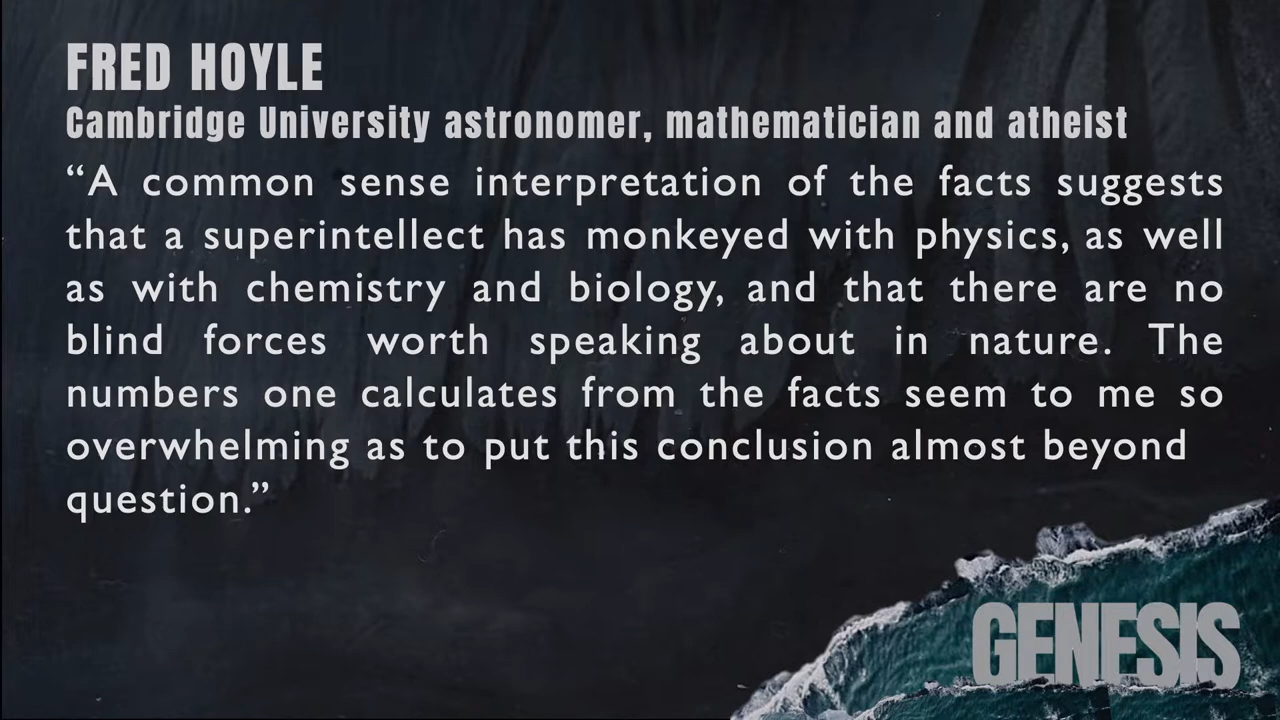 FRED HOYLE
Cambridge University astronomer, mathematician and atheist
“A common sense interpretation of the facts suggests
that a superintellect has monkeyed with physics, as well
as with chemistry and biology, and that there are no
blind forces worth speaking about in nature. The
numbers one calculates from the facts seem to me so
overwhelming as to put this conclusion almost beyond
question.”
GENESIS